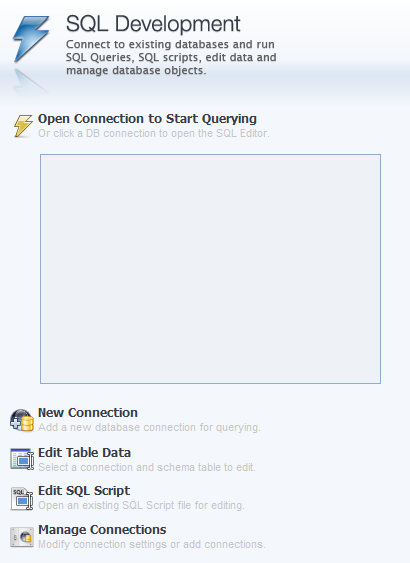 SQL Development
Connect to existing databases and run
SQL Queries, SQL scripts, edit data and
manage database objects.
Open Connection to Start Querying
Or click a DB connection to open the SQL Editor.
New Connection
Add a new database connection for querying.
Edit Table Data
Select a connection and schema table to edit.
SQL
Edit SQL Script
Open an existing SQL Script file for editing.
Manage Connections
Modify connection settings or add connections.